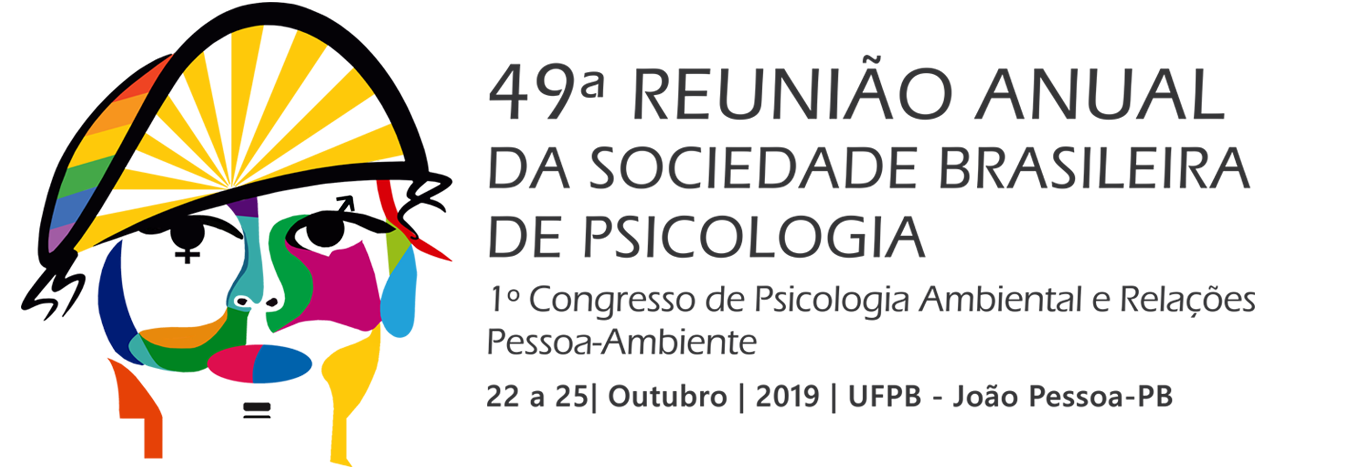 49ª REUNIÃO ANUAL
DA SOCIEDADE BRASILEIRA
DE PSICOLOGIA
1º Congresso de Psicologia Ambiental e Relações
Pessoa-Ambiente
22 a 25| Outubro | 2019 | UFPB - João Pessoa-PB